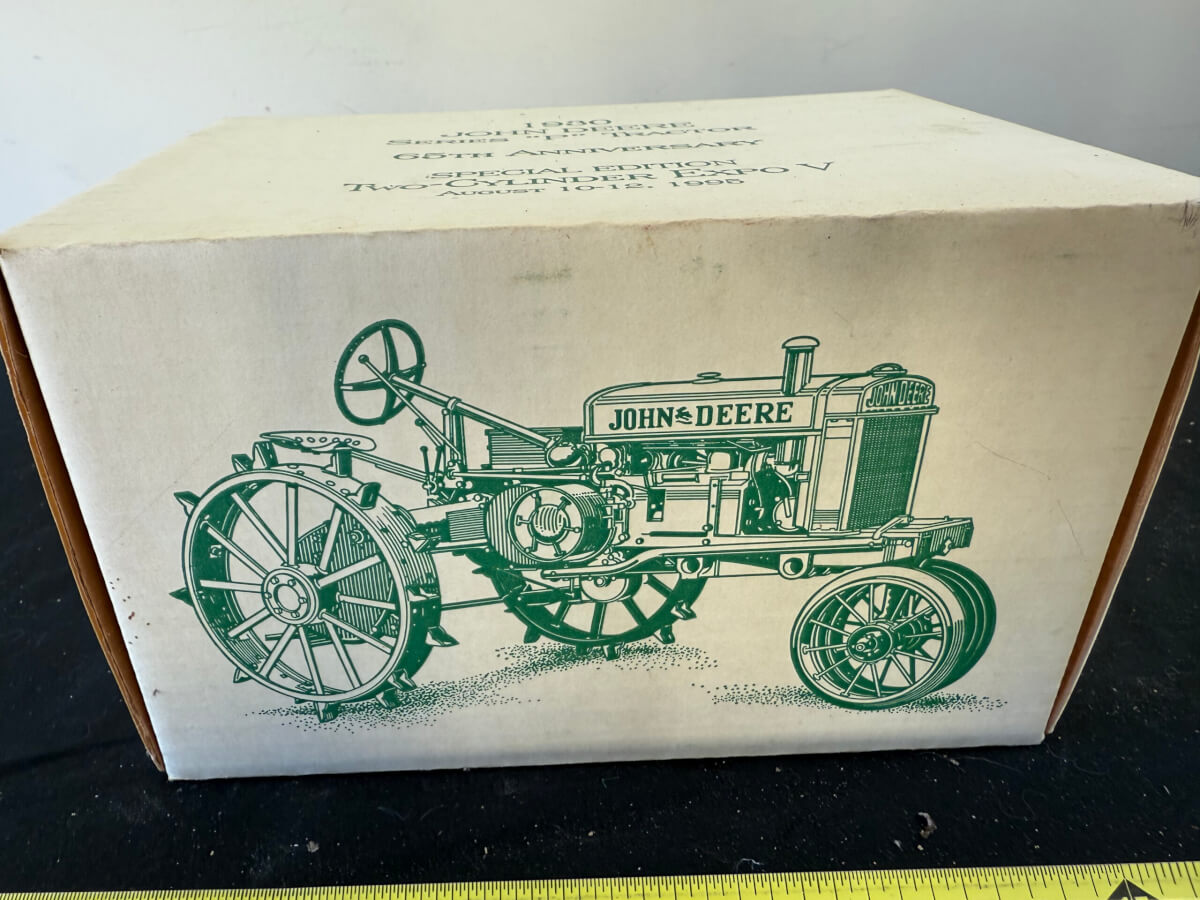 1930
JOHN DEERE
SERIES "P" TRACTOR
65TH ANNIVERSARY
SPECIAL EDITION
TWO-CYLINDER EXPO V
AUGUST 10-12, 1995
JOHN DEERE
JOHN DEERE